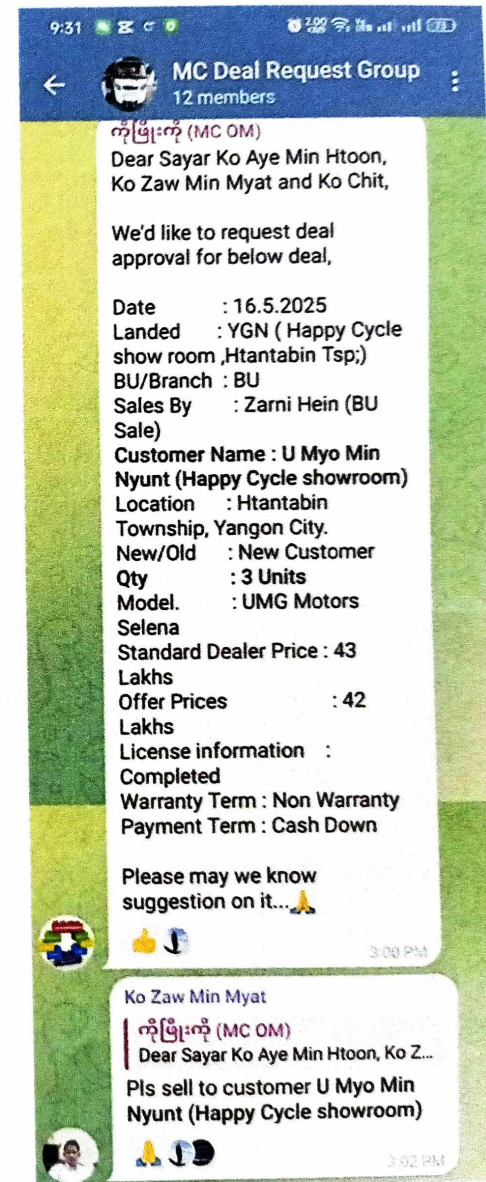 9:31
2.00
KB/S
73
MC Deal Request Group
12 members
ကိုဖြိုးကို (MC OM)
Dear Sayar Ko Aye Min Htoon,
Ko Zaw Min Myat and Ko Chit,
We'd like to request deal
approval for below deal,
Date : 16.5.2025
Landed : YGN ( Happy Cycle
show room ,Htantabin Tsp;)
BU/Branch : BU
Sales By : Zarni Hein (BU
Sale)
Customer Name : U Myo Min
Nyunt (Happy Cycle showroom)
Location : Htantabin
Township, Yangon City.
New/Old : New Customer
Qty : 3 Units
Model. : UMG Motors
Selena
Standard Dealer Price : 43
Lakhs
Offer Prices : 42
Lakhs
License information :
Completed
Warranty Term : Non Warranty
Payment Term : Cash Down
Please may we know
suggestion on it...🙏
👍
3:00 PM
Ko Zaw Min Myat
ကိုဖြိုးကို (MC OM)
Dear Sayar Ko Aye Min Htoon, Ko Z...
Pls sell to customer U Myo Min
Nyunt (Happy Cycle showroom)
🙏
3:02 PM